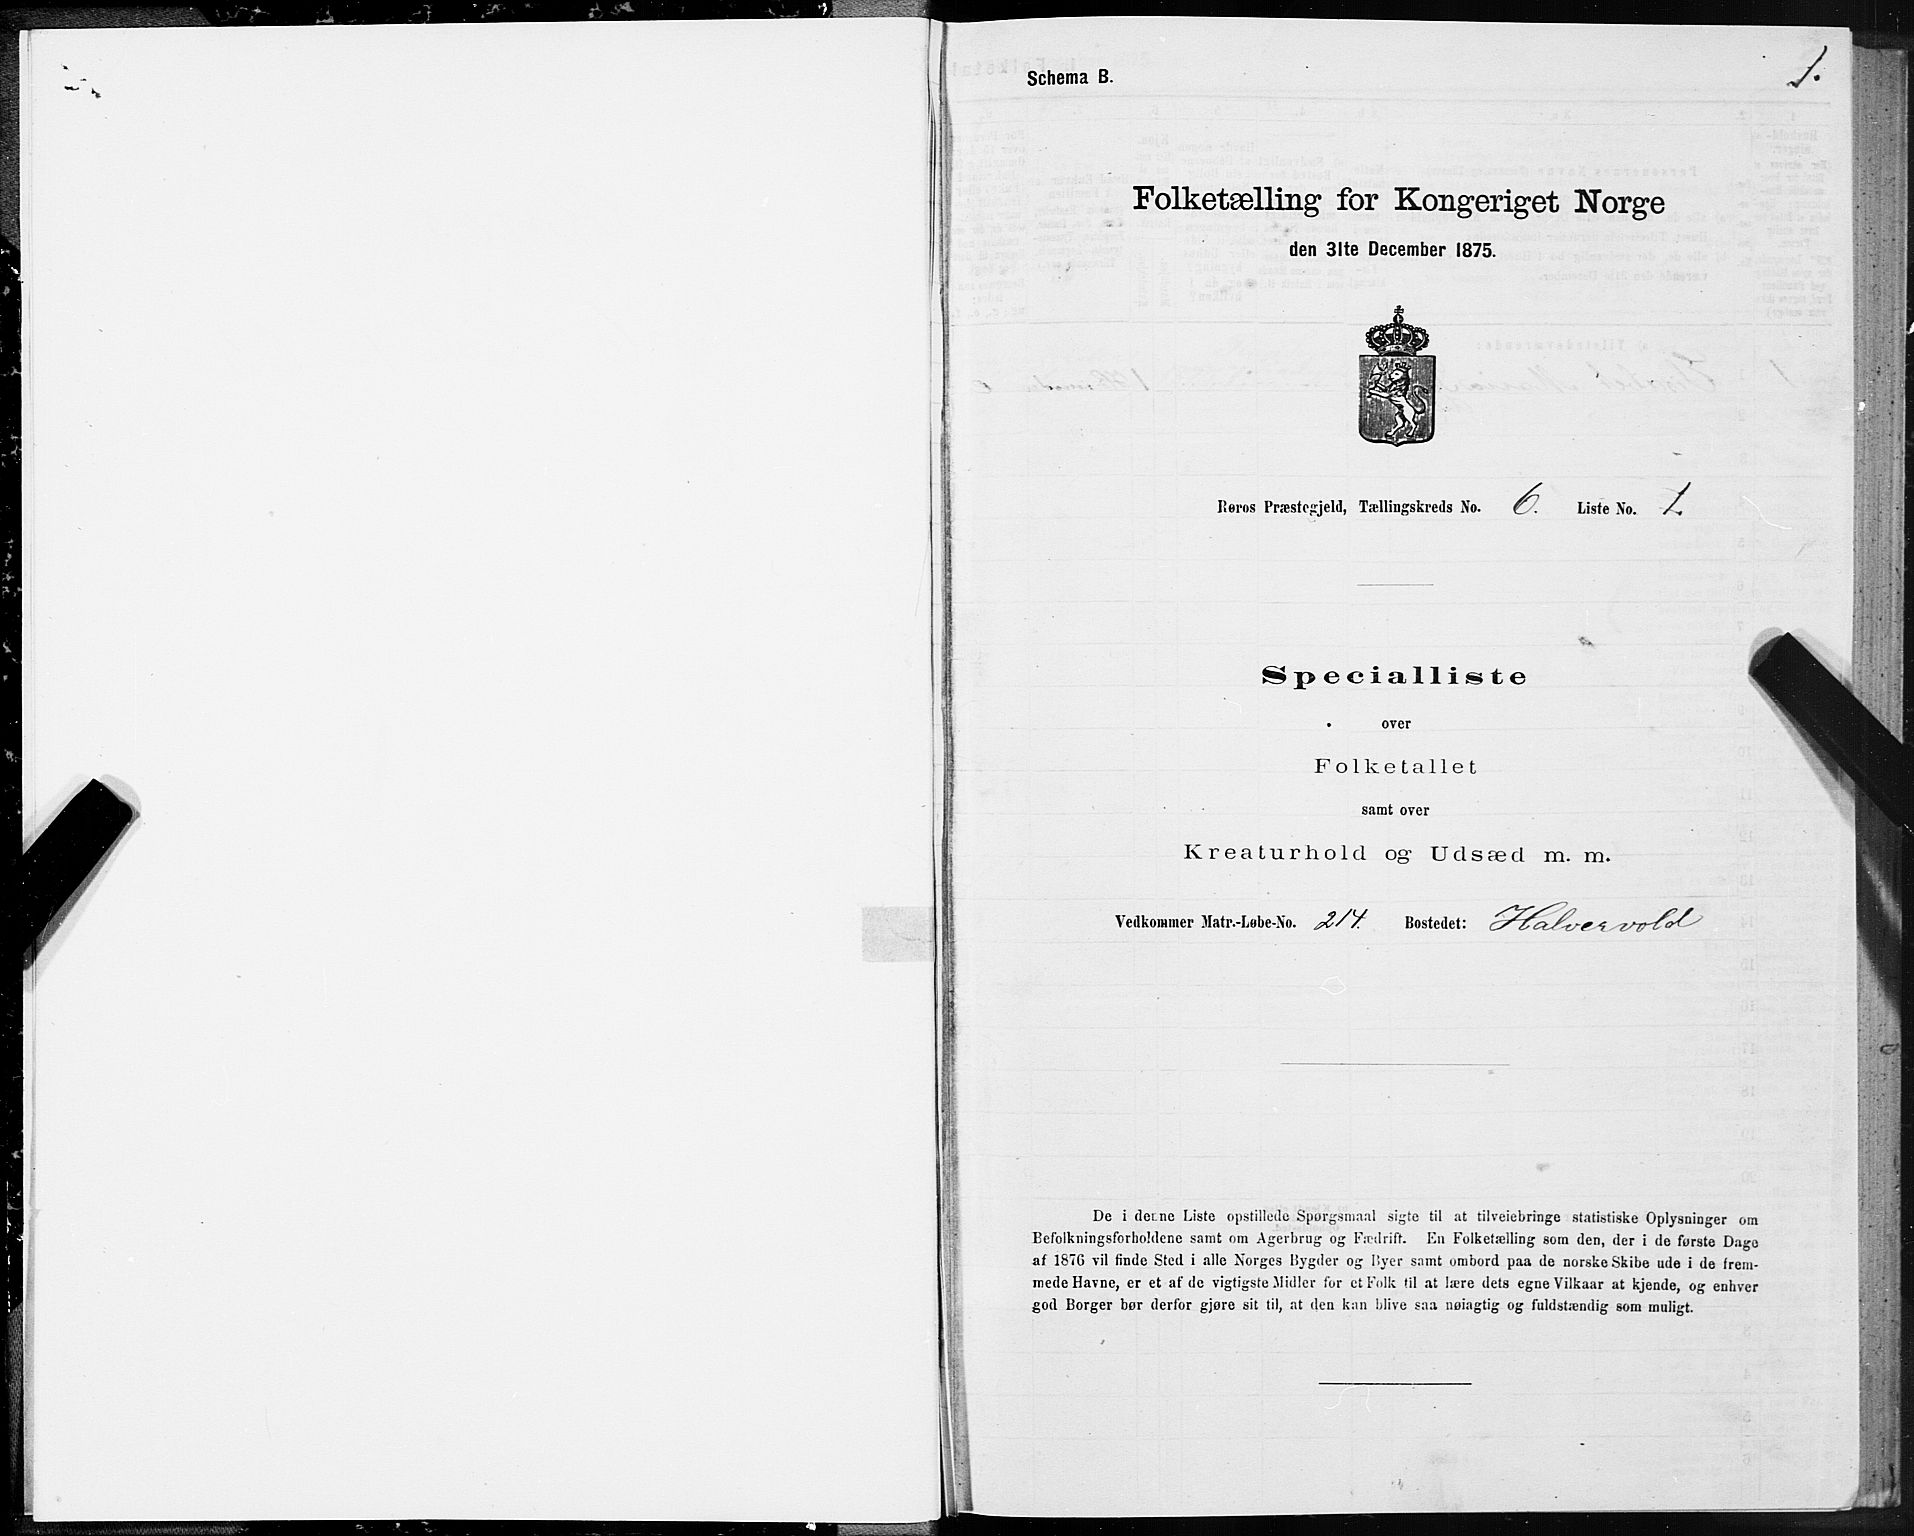 1.
Schema B.
Folketælling for Kongeriget Norge
den 31te December 1875.
Røros Præstegjeld, Tællingskreds No. 6. Liste No. 1
Specialliste
over
Folketallet
samt over
Kreaturhold og Udsæd m. m.
Vedkommer Matr.-Løbe-No. 214. Bostedet: Halvervold
De i denne Liste opstillede Spørgsmaal sigte til at tilveiebringe statistiske Oplysninger om
Befolkningsforholdene samt om Agerbrug og Fædrift. En Folketælling som den, der i de første Dage
af 1876 vil finde Sted i alle Norges Bygder og Byer samt ombord paa de norske Skibe ude i de frem-
mede Havne, er et af de vigtigste Midler for et Folk til at lære dets egne Vilkaar at kjende, og enhver
god Borger bør derfor gjøre sit til, at den kan blive saa nøiagtig og fuldstændig som muligt.